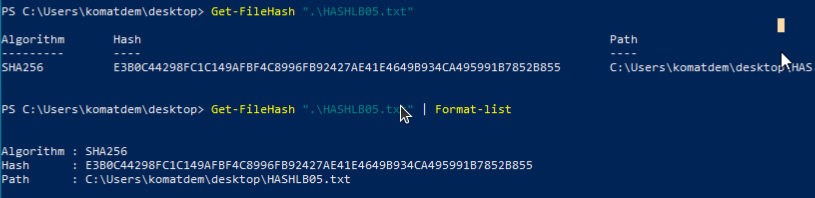 PS C:\Users\komatdem\desktop> Get-FileHash ".\HASHLB05.txt"
Algorithm Hash Path
--------- ---- ----
SHA256 E3B0C44298FC1C149AFBF4C8996FB92427AE41E4649B934CA495991B7852B855 C:\Users\komatdem\desktop\HAS
PS C:\Users\komatdem\desktop> Get-FileHash ".\HASHLB05.txt" | Format-list
Algorithm : SHA256
Hash : E3B0C44298FC1C149AFBF4C8996FB92427AE41E4649B934CA495991B7852B855
Path : C:\Users\komatdem\desktop\HASHLB05.txt